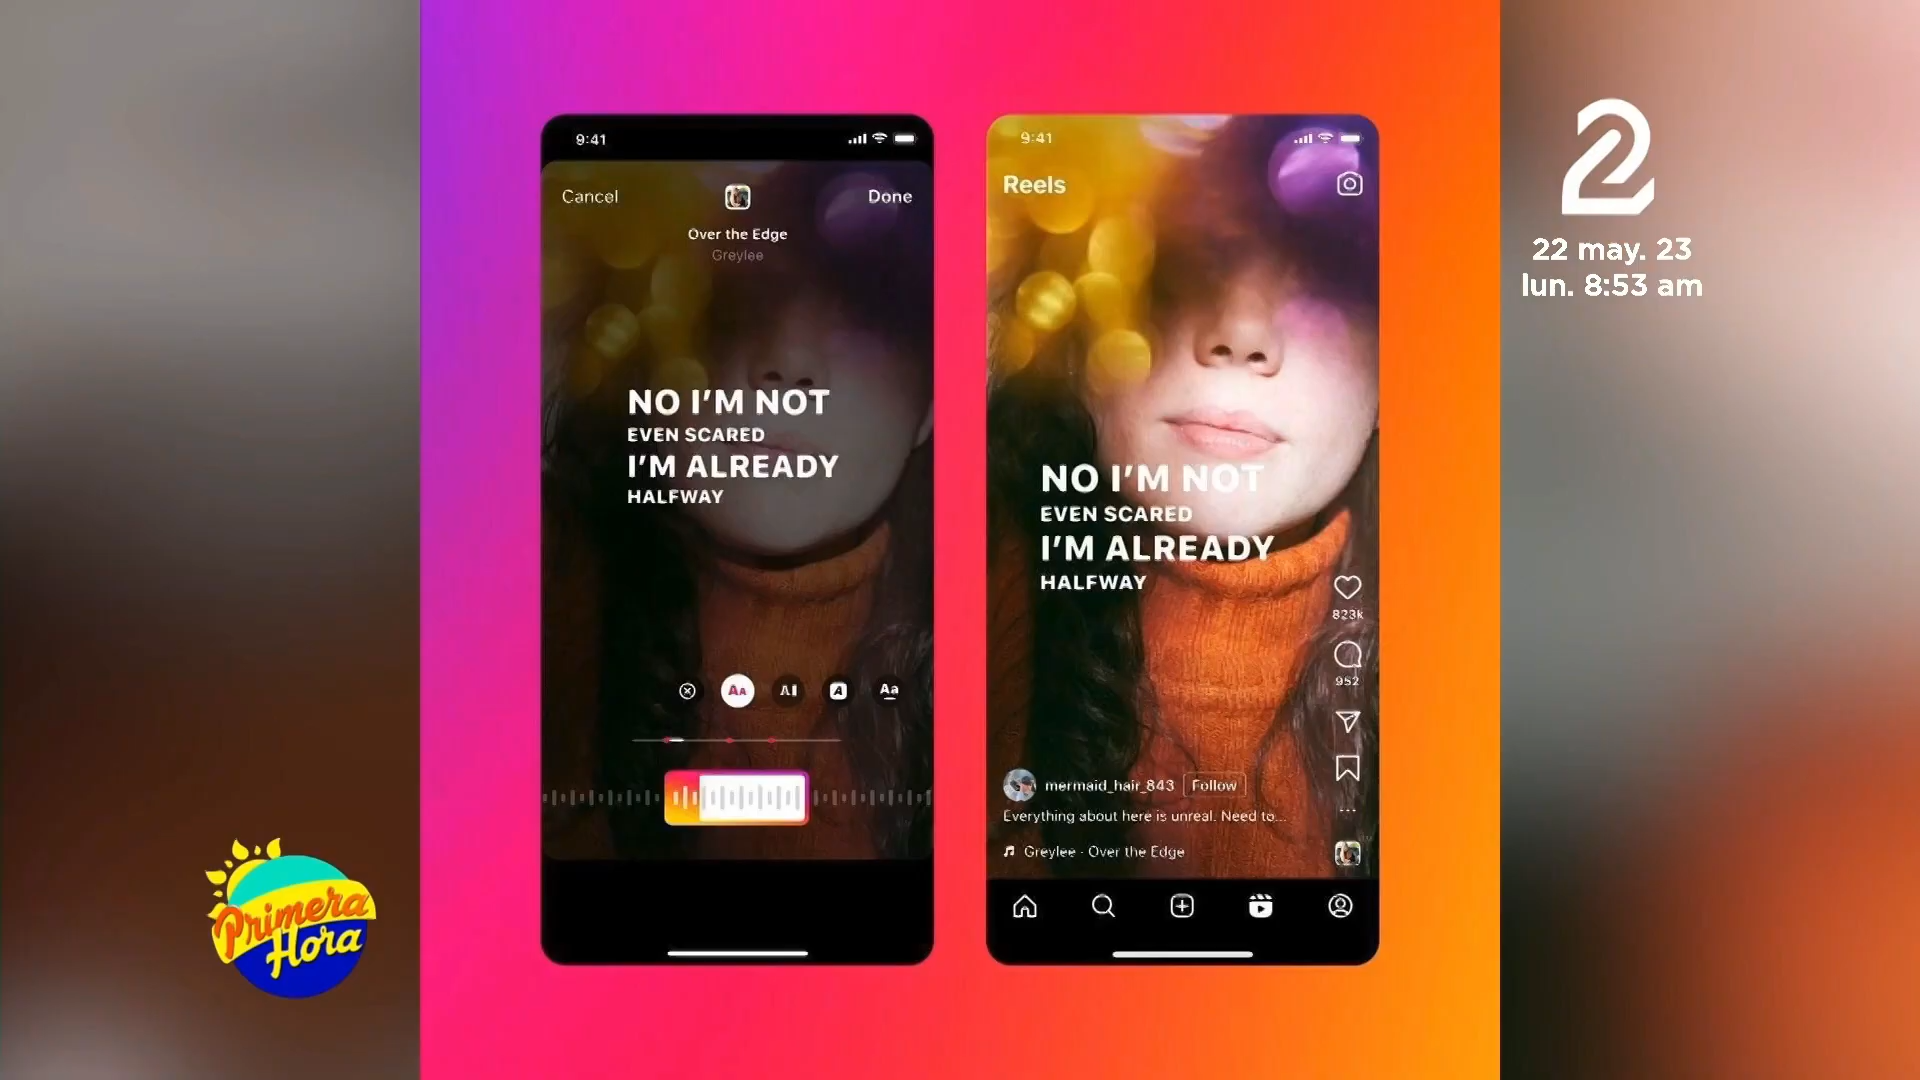 9:41
Cancel
Done
Over the Edge
Greylee
NO I'M NOT
EVEN SCARED
I'M ALREADY
HALFWAY
AA
A
A
Aa
9:41
Reels
NO I'M NOT
EVEN SCARED
I'M ALREADY
HALFWAY
823k
952
mermaid_hair_843 Follow
Everything about here is unreal. Need to...
Greylee · Over the Edge
2
22 may. 23
lun. 8:53 am
Primera
Hora